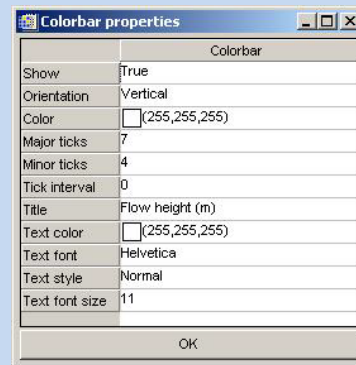 Colorbar properties
Colorbar
Show True
Orientation Vertical
Color (255,255,255)
Major ticks 7
Minor ticks 4
Tick interval 0
Title Flow height (m)
Text color (255,255,255)
Text font Helvetica
Text style Normal
Text font size 11
OK